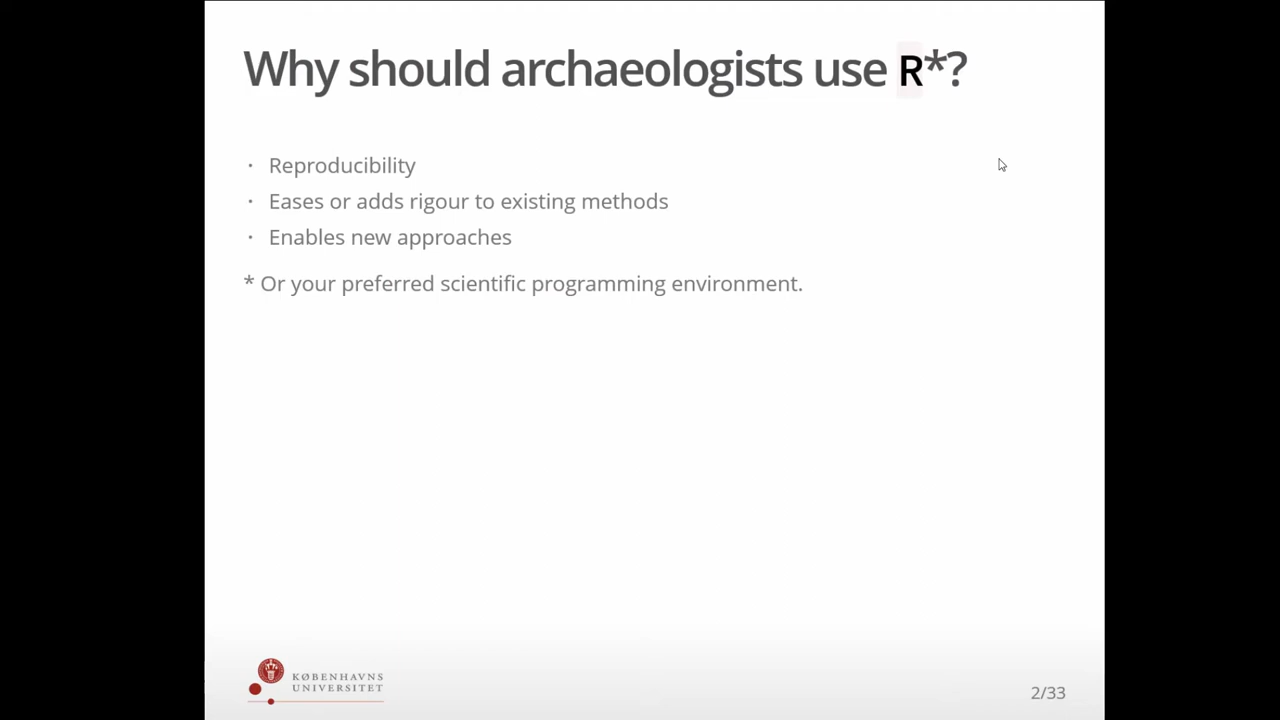 Why should archaeologists use R*?
· Reproducibility
· Eases or adds rigour to existing methods
· Enables new approaches
* Or your preferred scientific programming environment.
KØBENHAVNS
UNIVERSITET
2/33